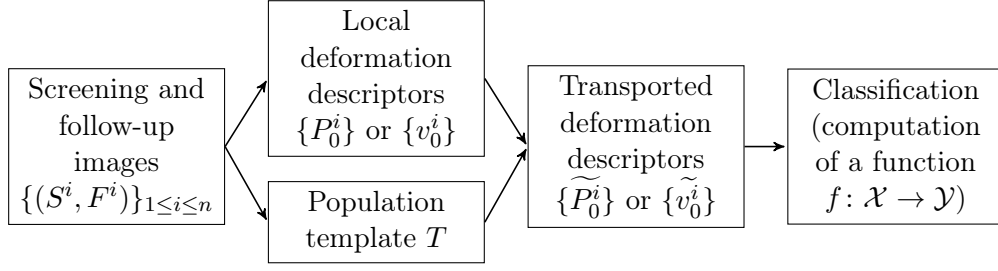 Screening and
follow-up
images
{(S^i, F^i)}_{1≤i≤n}
Local
deformation
descriptors
{P_0^i} or {v_0^i}
Population
template T
Transported
deformation
descriptors
{\widetilde{P_0^i}} or {\widetilde{v_0^i}}
Classification
(computation
of a function
f: 𝒳 → 𝒴)